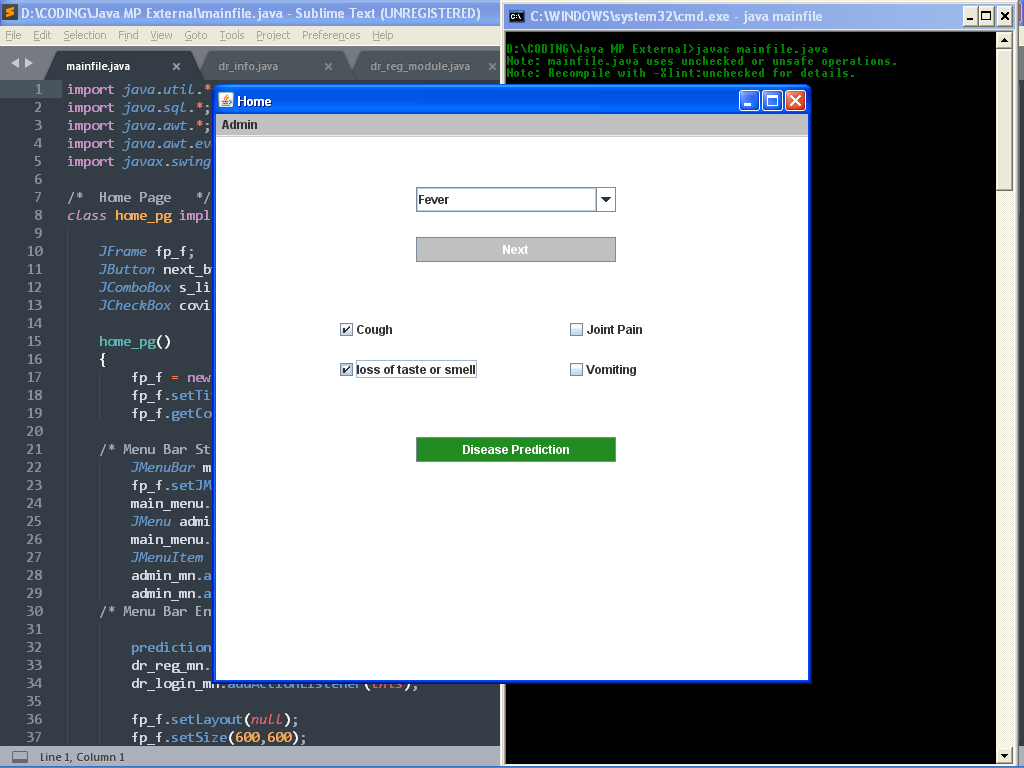 D:\CODING\Java MP External\mainfile.java - Sublime Text (UNREGISTERED)
File Edit Selection Find View Goto Tools Project Preferences Help
mainfile.java
dr_info.java
dr_reg_module.java
1 import java.util.*
2 import java.sql.*;
3 import java.awt.*;
4 import java.awt.ev
5 import javax.swing
6
7 /* Home Page */
8 class home_pg impl
9
10 JFrame fp_f;
11 JButton next_b
12 JComboBox s_li
13 JCheckBox covi
14
15 home_pg()
16 {
17 fp_f = new
18 fp_f.setTi
19 fp_f.getCo
20
21 /* Menu Bar St
22 JMenuBar m
23 fp_f.setJM
24 main_menu.
25 JMenu admi
26 main_menu.
27 JMenuItem
28 admin_mn.a
29 admin_mn.a
30 /* Menu Bar En
31
32 prediction
33 dr_reg_mn.
34 dr_login_mn.addActionListener(this);
35
36 fp_f.setLayout(null);
37 fp_f.setSize(600,600);
Line 1, Column 1
C:\WINDOWS\system32\cmd.exe - java mainfile
D:\CODING\Java MP External>javac mainfile.java
Note: mainfile.java uses unchecked or unsafe operations.
Note: Recompile with -Xlint:unchecked for details.
Home
Admin
Fever
Next
Cough
Joint Pain
loss of taste or smell
Vomiting
Disease Prediction